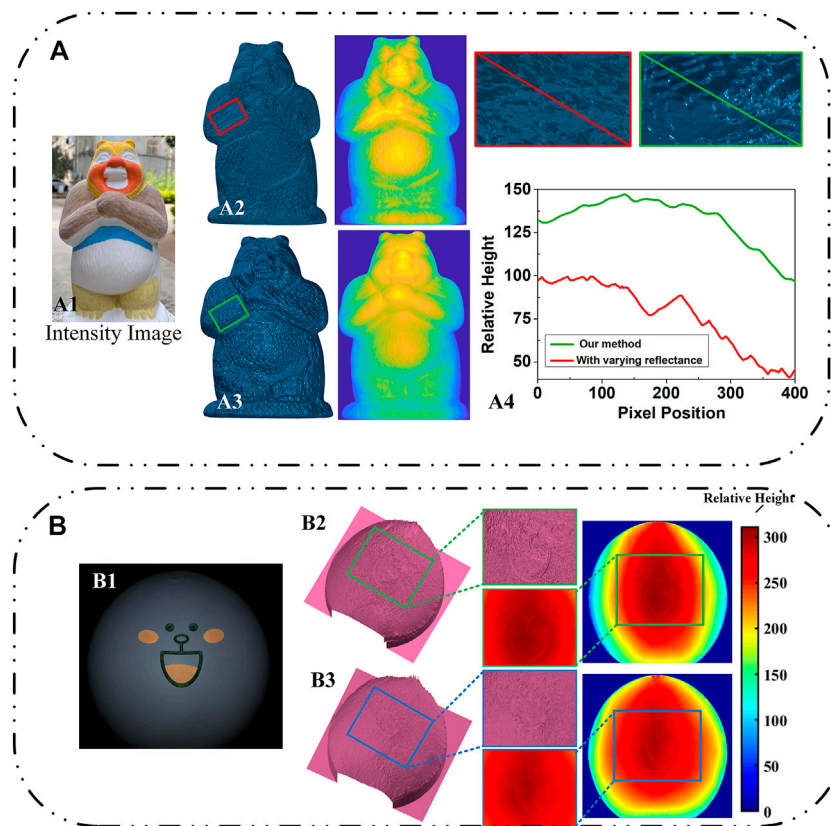 A
A1
Intensity Image
A2
A3
150
125
100
75
50
Relative Height
Our method
With varying reflectance
0
100
200
300
400
A4
Pixel Position
B
B1
B2
B3
Relative Height
300
250
200
150
100
50
0